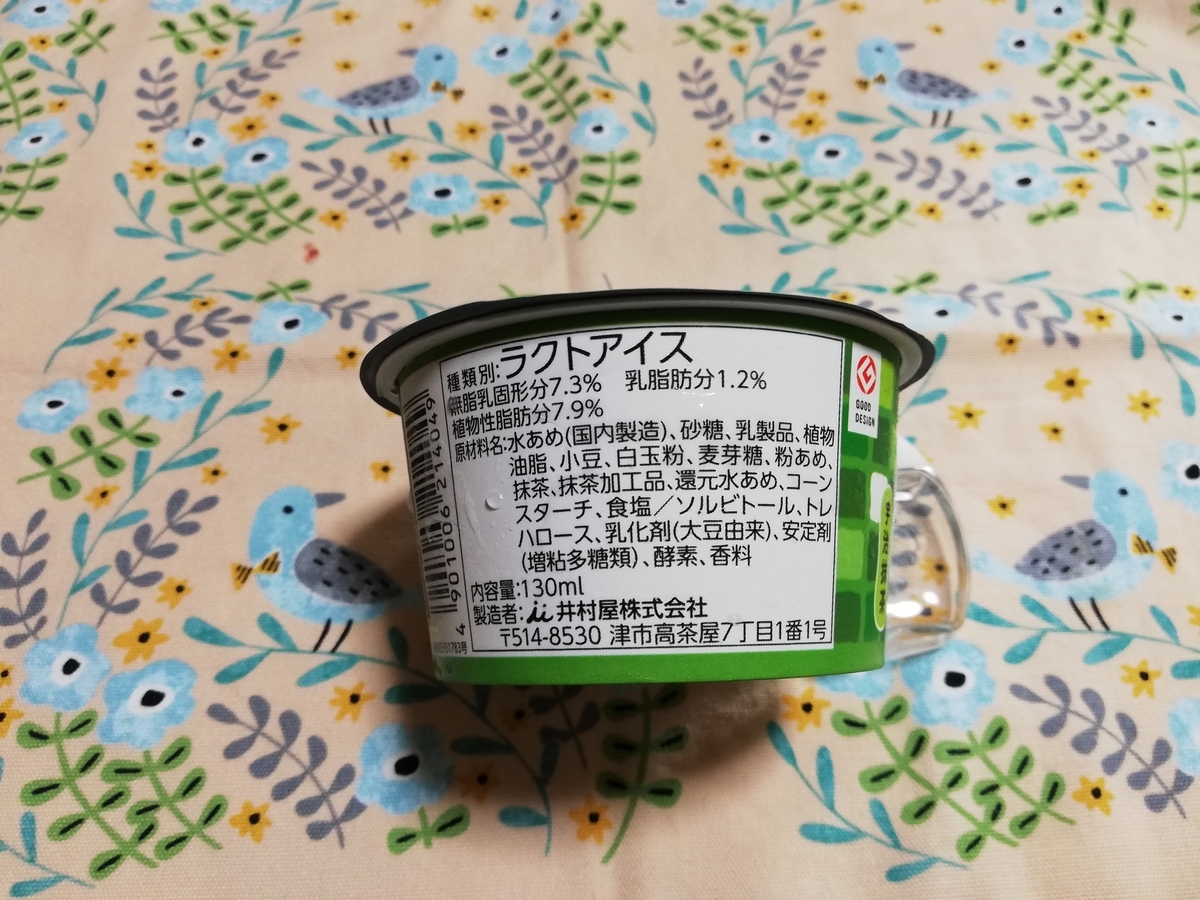 種類別:ラクトアイス
無脂乳固形分7.3% 乳脂肪分1.2%
植物性脂肪分7.9%
原材料名:水あめ(国内製造)、砂糖、乳製品、植物
油脂、小豆、白玉粉、麦芽糖、粉あめ、
抹茶、抹茶加工品、還元水あめ、コーン
スターチ、食塩／ソルビトール、トレ
ハロース、乳化剤(大豆由来)、安定剤
(増粘多糖類)、酵素、香料
内容量:130ml
製造者:井村屋株式会社
〒514-8530 津市高茶屋7丁目1番1号
4 901006 214049
GOOD
DESIGN